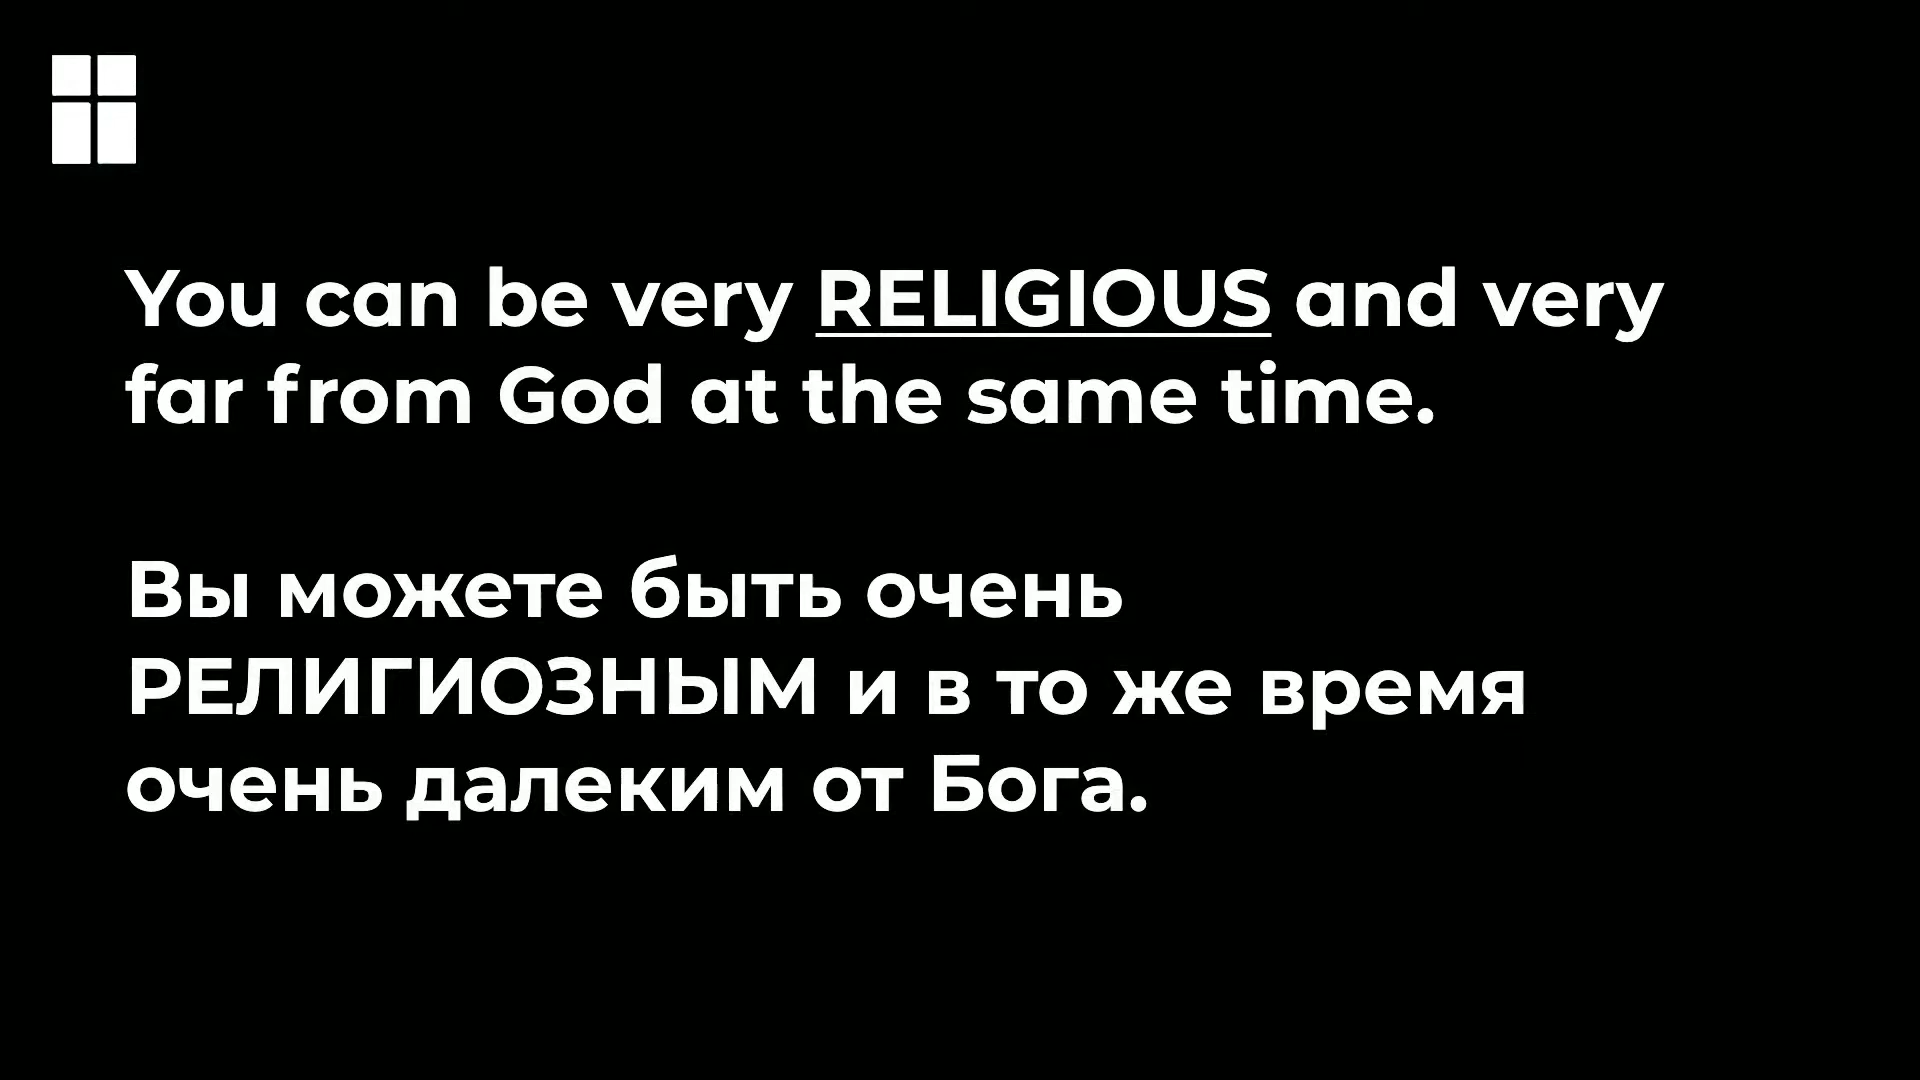 You can be very RELIGIOUS and very
far from God at the same time.
Вы можете быть очень
РЕЛИГИОЗНЫМ и в то же время
очень далеким от Бога.